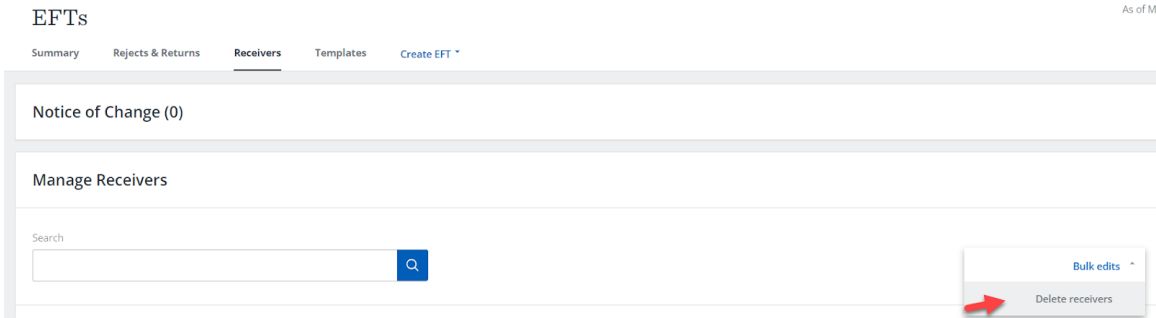 EFTs
As of M
Summary Rejects & Returns Receivers Templates Create EFT
Notice of Change (0)
Manage Receivers
Search
Bulk edits
Delete receivers